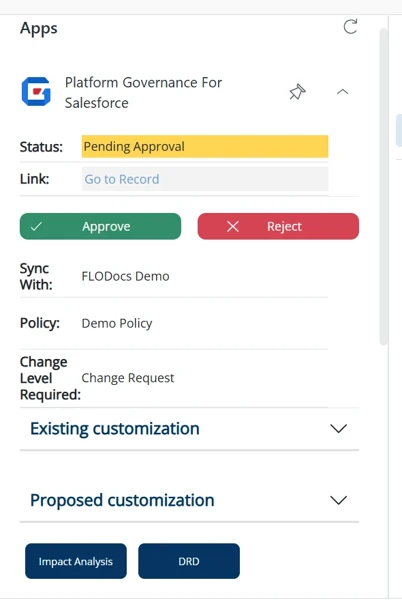 Apps
Platform Governance For
Salesforce
Status: Pending Approval
Link: Go to Record
Approve Reject
Sync
With: FLODocs Demo
Policy: Demo Policy
Change
Level
Required: Change Request
Existing customization
Proposed customization
Impact Analysis DRD